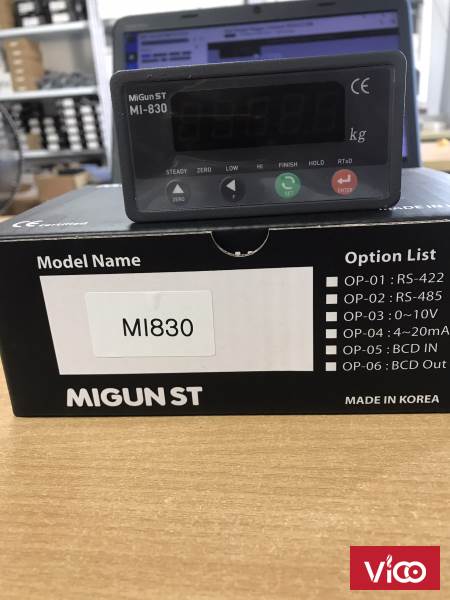 MiGun ST
MI-830
CE
kg
STEADY ZERO LOW HI FINISH HOLD RTxD
ZERO
F
SET
ENTER
CE certified
MADE IN
Model Name
MI830
MIGUN ST
Option List
OP-01 : RS-422
OP-02 : RS-485
OP-03 : 0~10V
OP-04 : 4~20mA
OP-05 : BCD IN
OP-06 : BCD Out
MADE IN KOREA
VICO